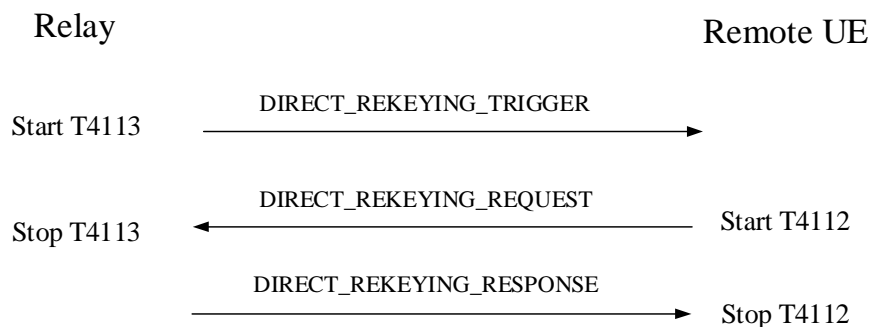 Relay
Remote UE
DIRECT_REKEYING_TRIGGER
Start T4113
DIRECT_REKEYING_REQUEST
Stop T4113
Start T4112
DIRECT_REKEYING_RESPONSE
Stop T4112